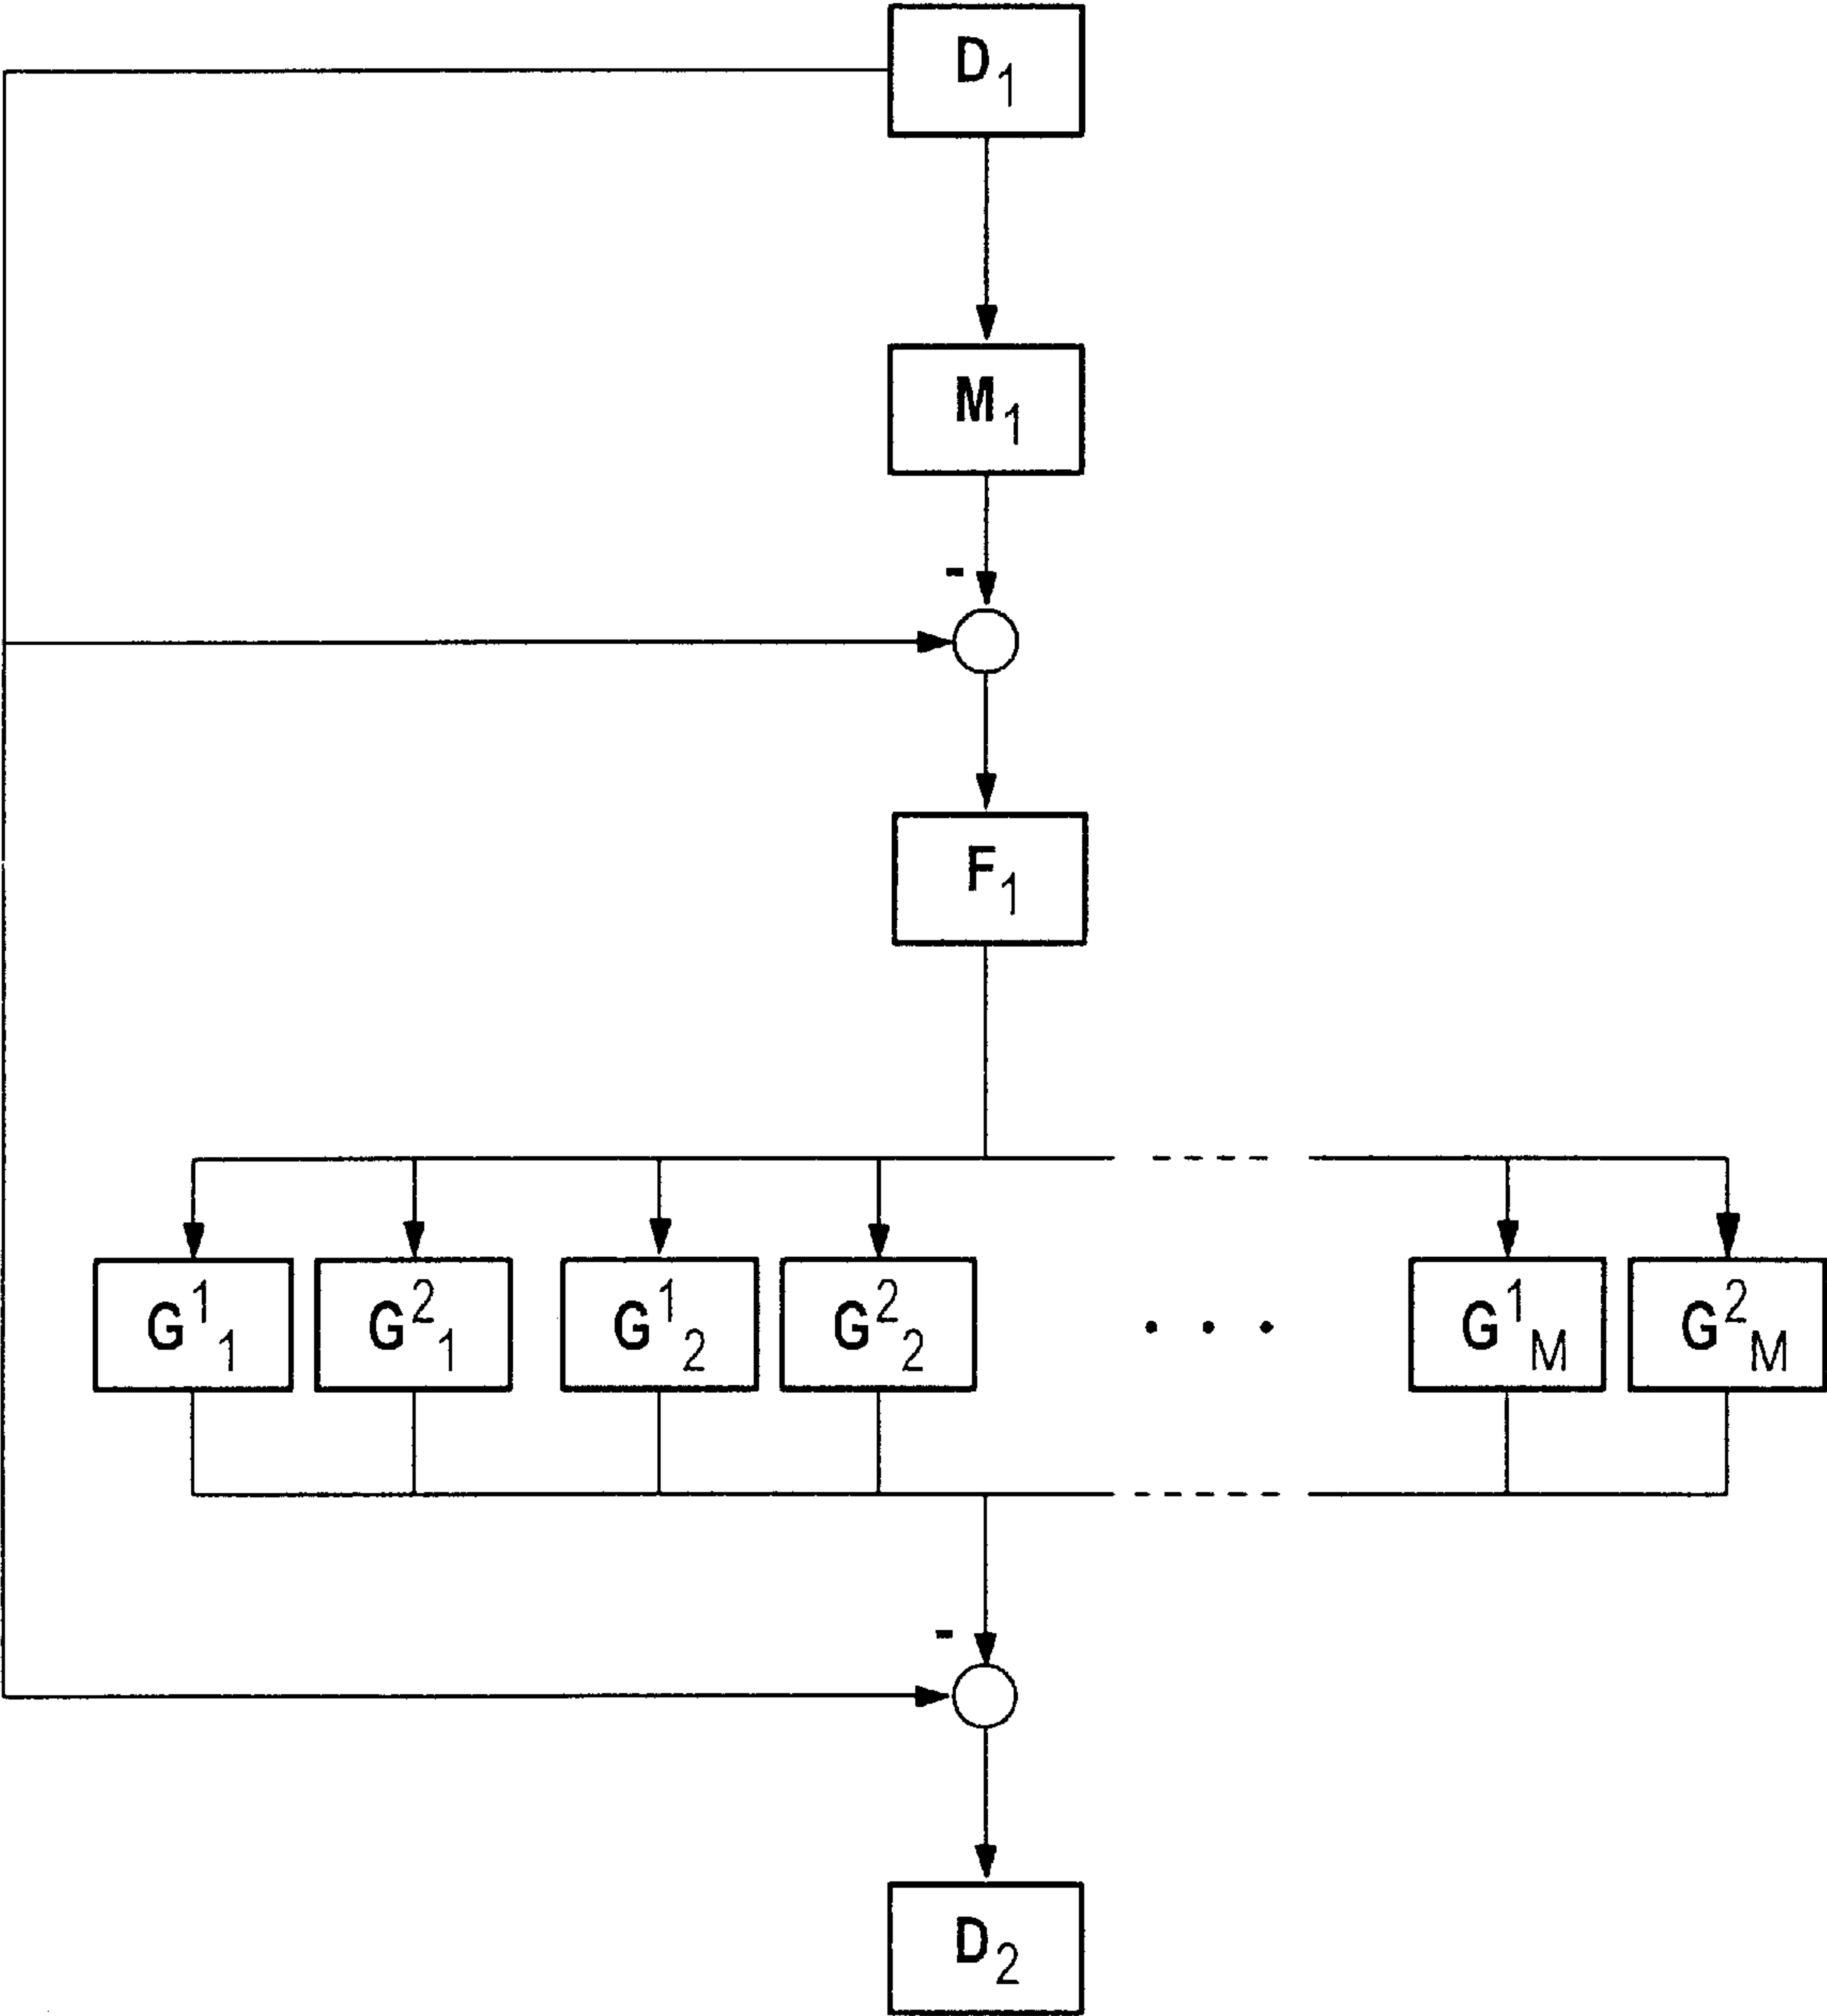 D₁
M₁
-
F₁
G¹₁ G²₁ G¹₂ G²₂ . . . G¹M G²M
-
D₂